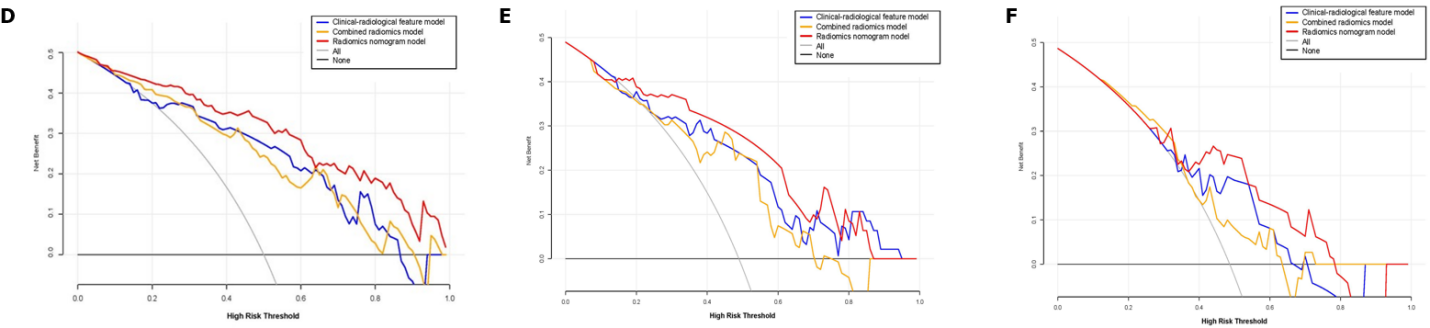 D
Clinical-radiological feature model
Combined radiomics model
Radiomics nomogram nodel
All
None
Net Benefit
0.5
0.4
0.3
0.2
0.1
0.0
0.0 0.2 0.4 0.6 0.8 1.0
High Risk Threshold
E
Clinical-radiological feature model
Combined radiomics model
Radiomics nomogram nodel
All
None
Net Benefit
0.5
0.4
0.3
0.2
0.1
0.0
0.0 0.2 0.4 0.6 0.8 1.0
High Risk Threshold
F
Clinical-radiological feature model
Combined radiomics model
Radiomics nomogram nodel
All
None
Net Benefit
0.5
0.4
0.3
0.2
0.1
0.0
0.0 0.2 0.4 0.6 0.8 1.0
High Risk Threshold